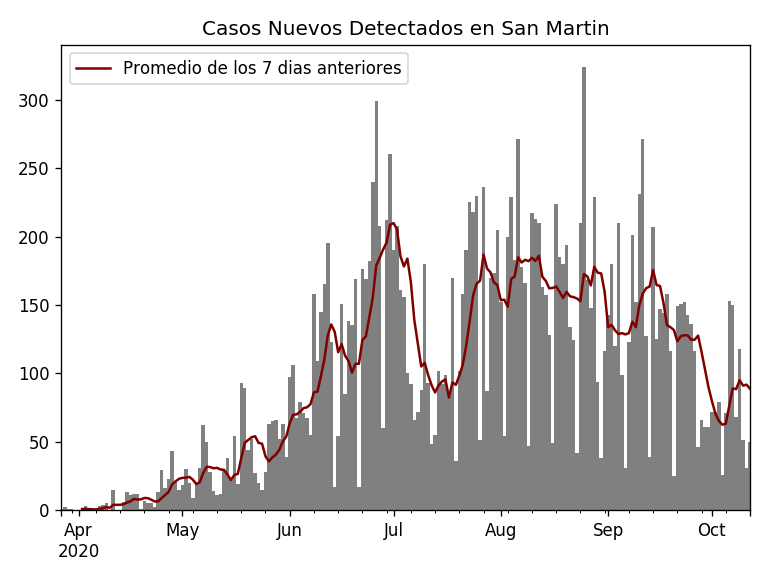 Casos Nuevos Detectados en San Martin
Promedio de los 7 dias anteriores
300
250
200
150
100
50
0
Apr May Jun Jul Aug Sep Oct
2020